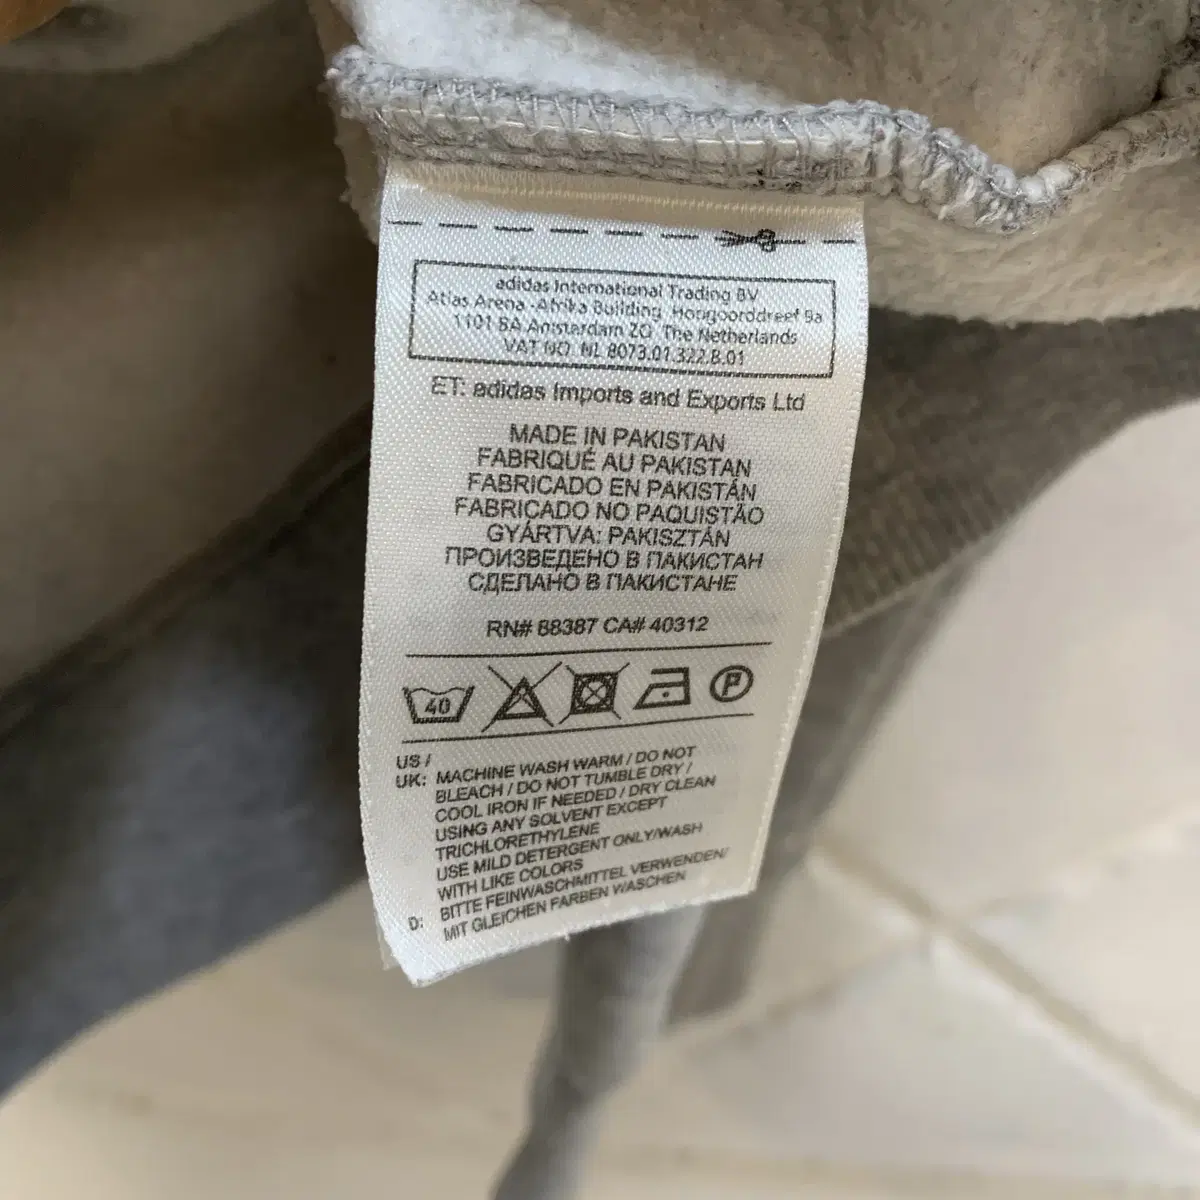 adidas International Trading BV
Atlas Arena -Afrika Building, Hongoorddreef 9a
1101 BA Amstardam ZO The Netherlands
VAT NO. NL 8073.01.322.B.01
ET: adidas Imports and Exports Ltd
MADE IN PAKISTAN
FABRIQUÉ AU PAKISTAN
FABRICADO EN PAKISTÁN
FABRICADO NO PAQUISTÃO
GYÁRTVA: PAKISZTÁN
ПРОИЗВЕДЕНО В ПАКИСТАН
СДЕЛАНО В ПАКИСТАНЕ
RN# 88387 CA# 40312
40 P
US /
UK: MACHINE WASH WARM / DO NOT
BLEACH / DO NOT TUMBLE DRY /
COOL IRON IF NEEDED / DRY CLEAN
USING ANY SOLVENT EXCEPT
TRICHLORETHYLENE
USE MILD DETERGENT ONLY/WASH
WITH LIKE COLORS
D: BITTE FEINWASCHMITTEL VERWENDEN/
MIT GLEICHEN FARBEN WASCHEN